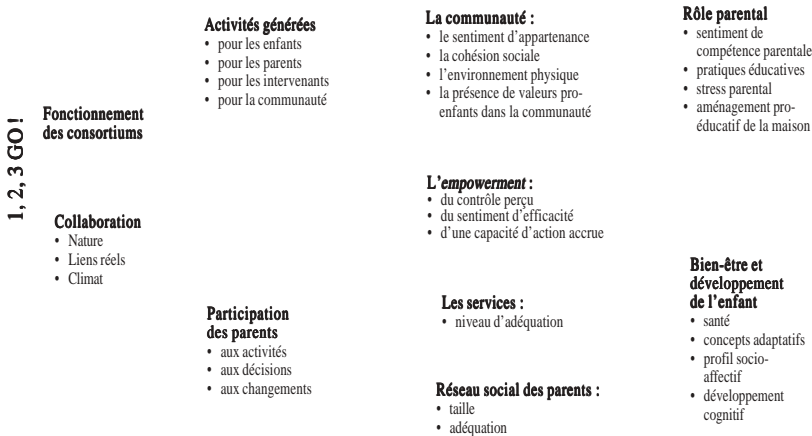 1, 2, 3 GO !
Fonctionnement
des consortiums
Collaboration
• Nature
• Liens réels
• Climat
Activités générées
• pour les enfants
• pour les parents
• pour les intervenants
• pour la communauté
Participation
des parents
• aux activités
• aux décisions
• aux changements
La communauté :
• le sentiment d’appartenance
• la cohésion sociale
• l’environnement physique
• la présence de valeurs pro-
enfants dans la communauté
L’empowerment :
• du contrôle perçu
• du sentiment d’efficacité
• d’une capacité d’action accrue
Les services :
• niveau d’adéquation
Réseau social des parents :
• taille
• adéquation
Rôle parental
• sentiment de
compétence parentale
• pratiques éducatives
• stress parental
• aménagement pro-
éducatif de la maison
Bien-être et
développement
de l’enfant
• santé
• concepts adaptatifs
• profil socio-
affectif
• développement
cognitif